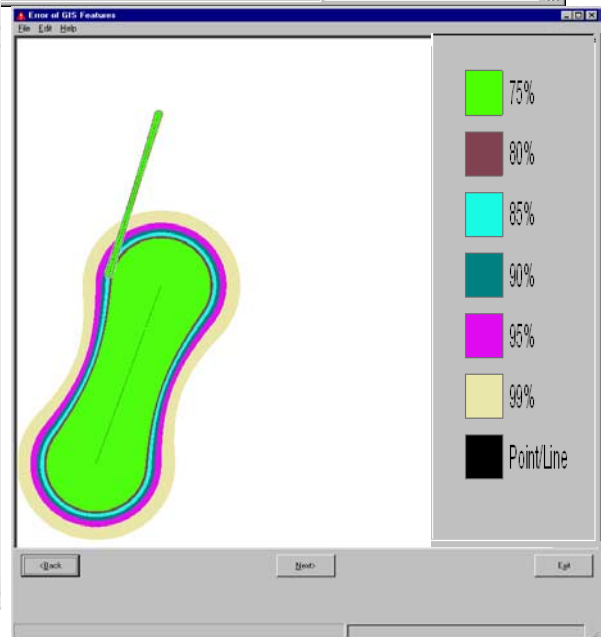 Error of GIS Features
File Edit Help
75%
80%
85%
90%
95%
99%
Point/Line
<Back
Next>
Exit